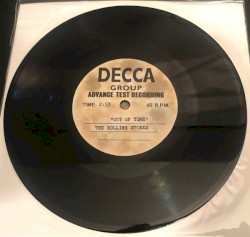 DECCA
GROUP
ADVANCE TEST RECORDING
TIME: 2:53 45 R.P.M.
"OUT OF TIME"
THE ROLLING STONES